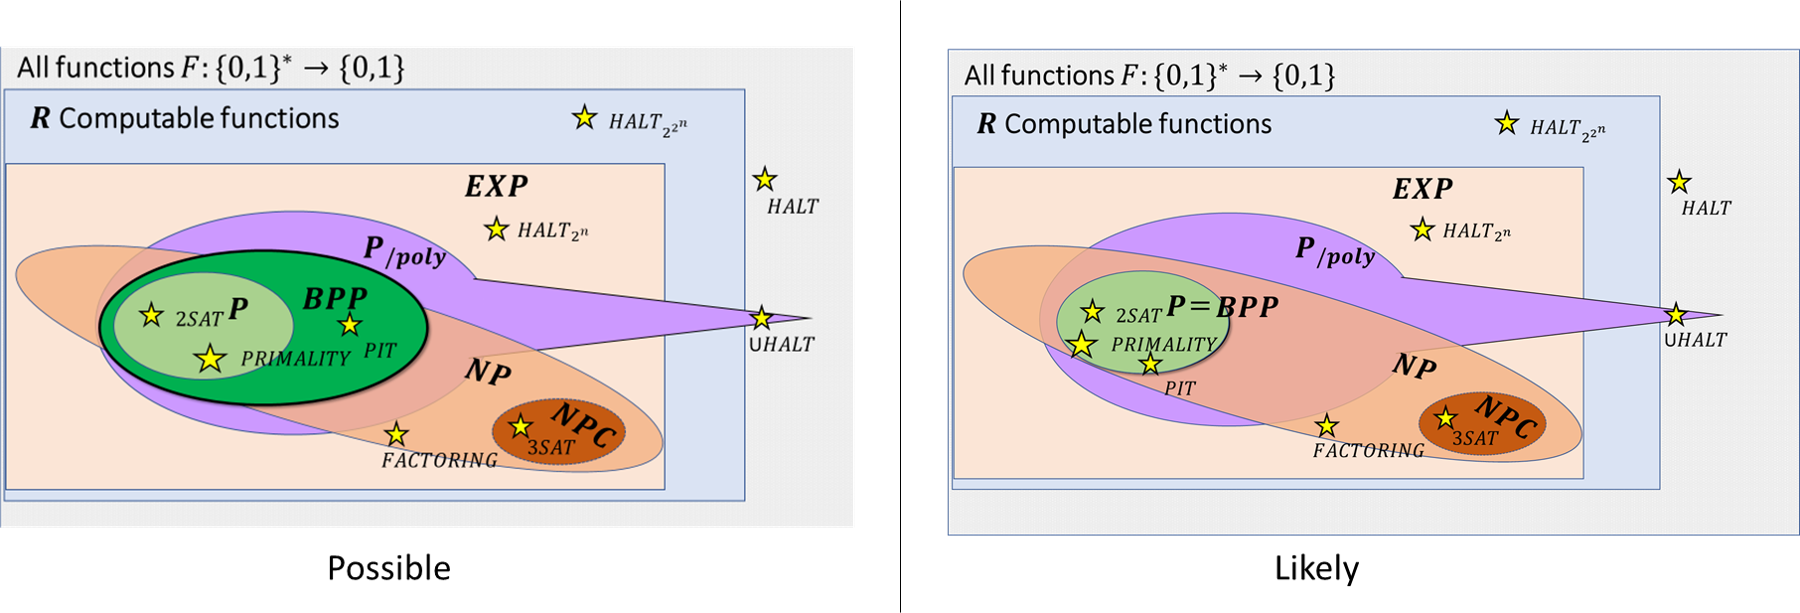 All functions F: {0,1}* → {0,1}
R Computable functions
HALT_{2^{2^n}}
HALT
EXP
HALT_{2^n}
P/poly
BPP
P
2SAT
PIT
PRIMALITY
UHALT
NP
NPC
3SAT
FACTORING
Possible
All functions F: {0,1}* → {0,1}
R Computable functions
HALT_{2^{2^n}}
HALT
EXP
HALT_{2^n}
P/poly
P = BPP
2SAT
PRIMALITY
PIT
UHALT
NP
NPC
3SAT
FACTORING
Likely